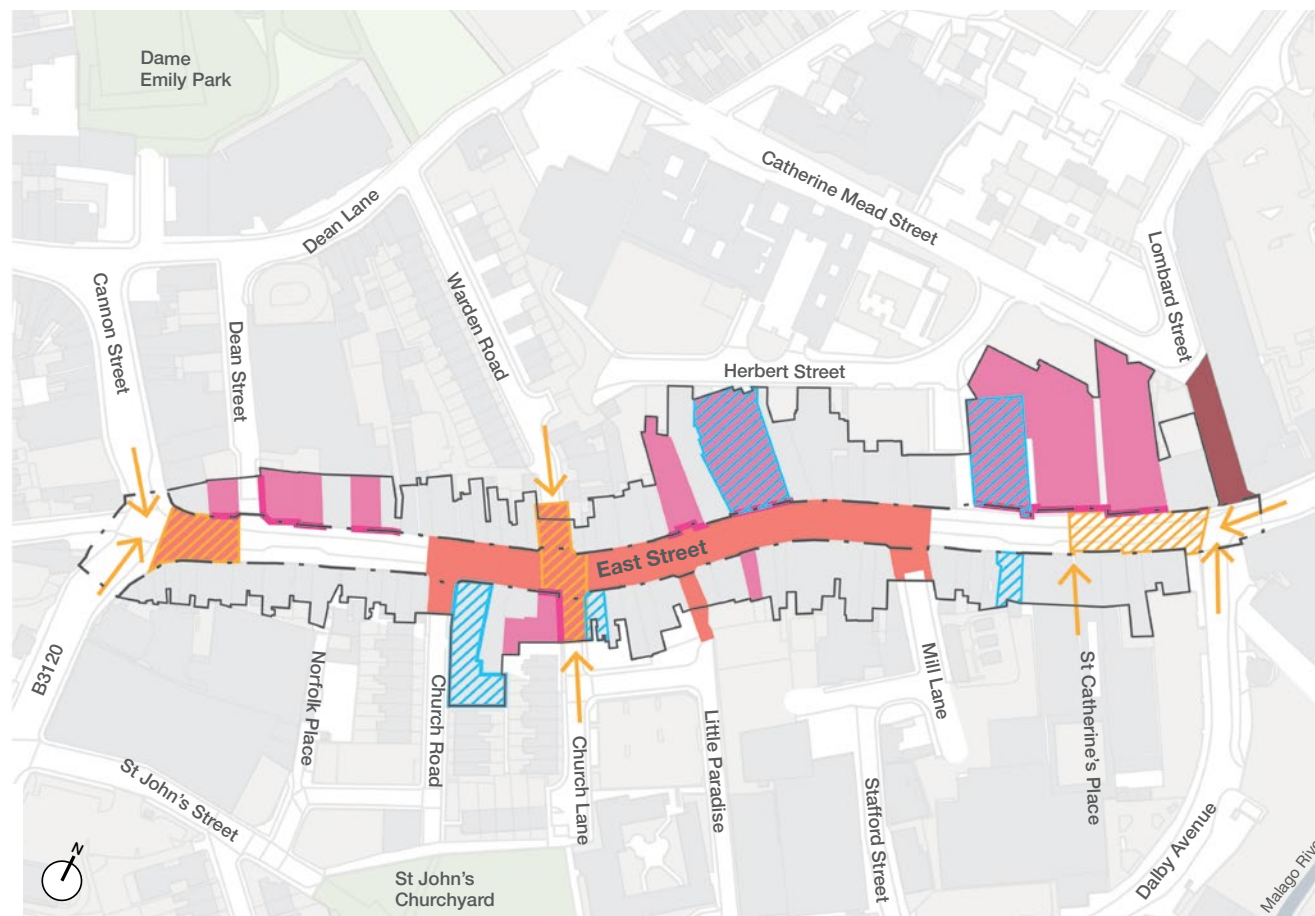 Dame
Emily Park
Catherine Mead Street
Dean Lane
Lombard Street
Cannon Street
Warden Road
Dean Street
Herbert Street
East Street
B3120
Norfolk Place
Church Road
Mill Lane
St Catherine's Place
Little Paradise
Church Lane
St John's Street
Stafford Street
Dalby Avenue
N
St John's
Churchyard